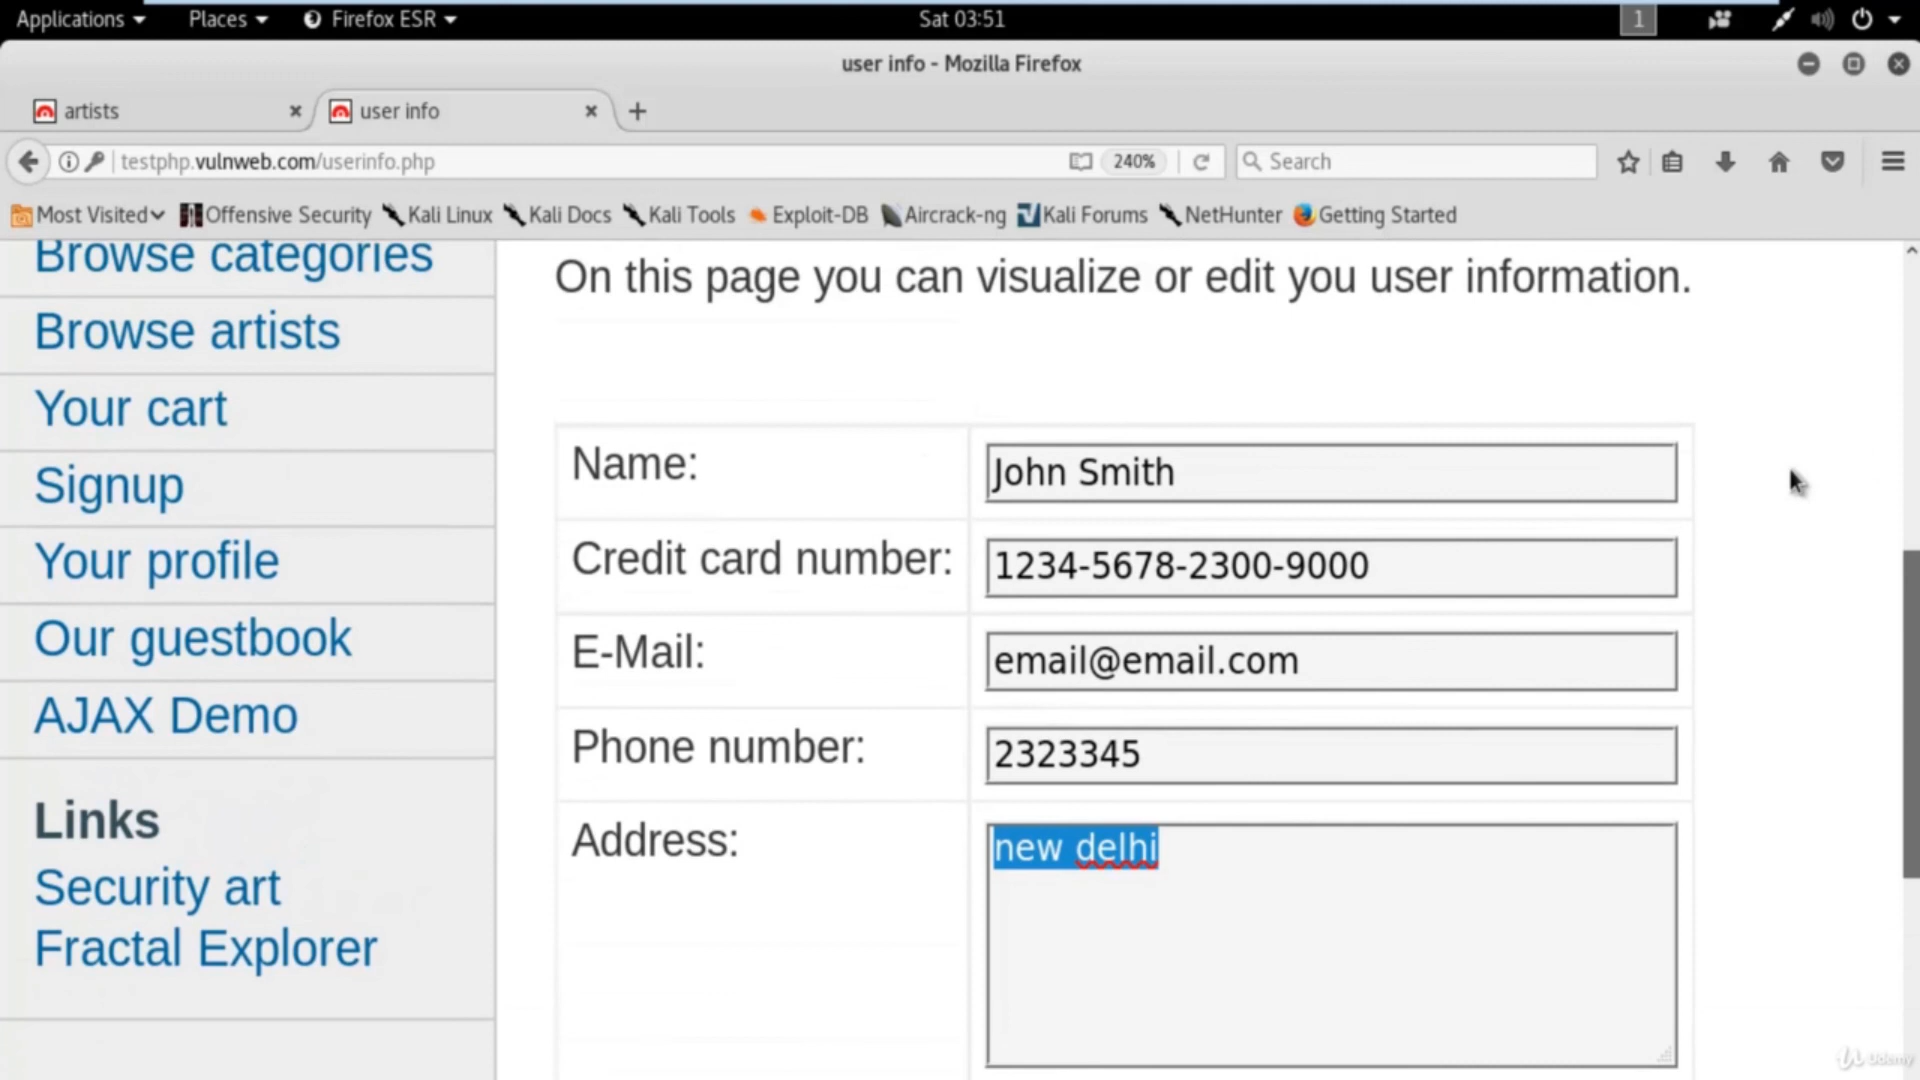 Applications Places Firefox ESR Sat 03:51 1
user info - Mozilla Firefox
artists user info
testphp.vulnweb.com/userinfo.php 240% Search
Most Visited Offensive Security Kali Linux Kali Docs Kali Tools Exploit-DB Aircrack-ng Kali Forums NetHunter Getting Started
Browse categories
Browse artists
Your cart
Signup
Your profile
Our guestbook
AJAX Demo
Links
Security art
Fractal Explorer
On this page you can visualize or edit you user information.
Name: John Smith
Credit card number: 1234-5678-2300-9000
E-Mail: email@email.com
Phone number: 2323345
Address: new delhi
Udemy